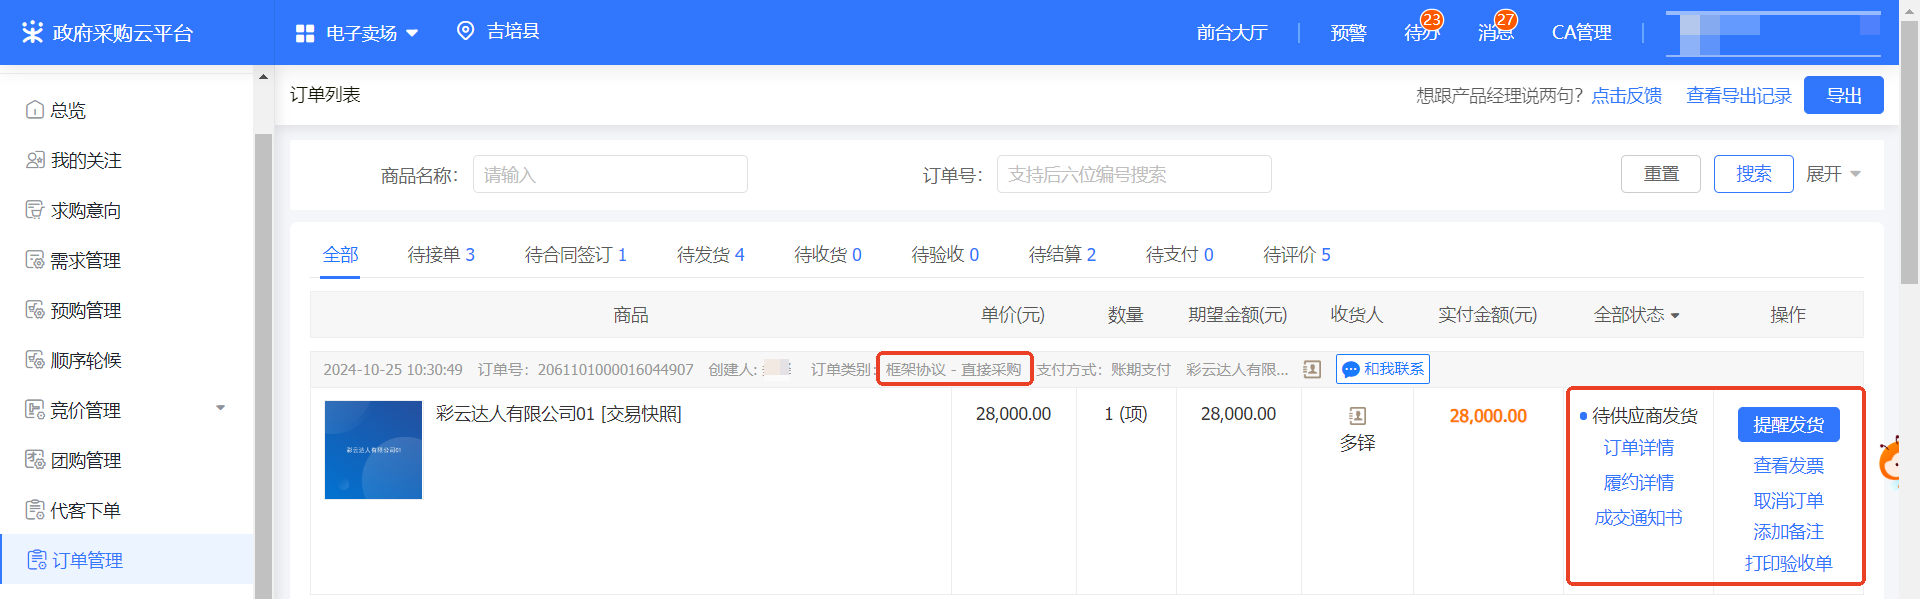 政府采购云平台
电子卖场
吉培县
前台大厅
预警
待办 23
消息 27
CA管理
总览
我的关注
求购意向
需求管理
预购管理
顺序轮候
竞价管理
团购管理
代客下单
订单管理
订单列表
想跟产品经理说两句？ 点击反馈 查看导出记录 导出
商品名称： 请输入 订单号： 支持后六位编号搜索 重置 搜索 展开
全部 待接单 3 待合同签订 1 待发货 4 待收货 0 待验收 0 待结算 2 待支付 0 待评价 5
商品 单价(元) 数量 期望金额(元) 收货人 实付金额(元) 全部状态 操作
2024-10-25 10:30:49 订单号： 2061101000016044907 创建人: 订单类别: 框架协议 - 直接采购 支付方式: 账期支付 彩云达人有限... 和我联系
彩云达人有限公司01
彩云达人有限公司01 [交易快照] 28,000.00 1 (项) 28,000.00 多铎 28,000.00
待供应商发货
订单详情
履约详情
成交通知书
提醒发货
查看发票
取消订单
添加备注
打印验收单